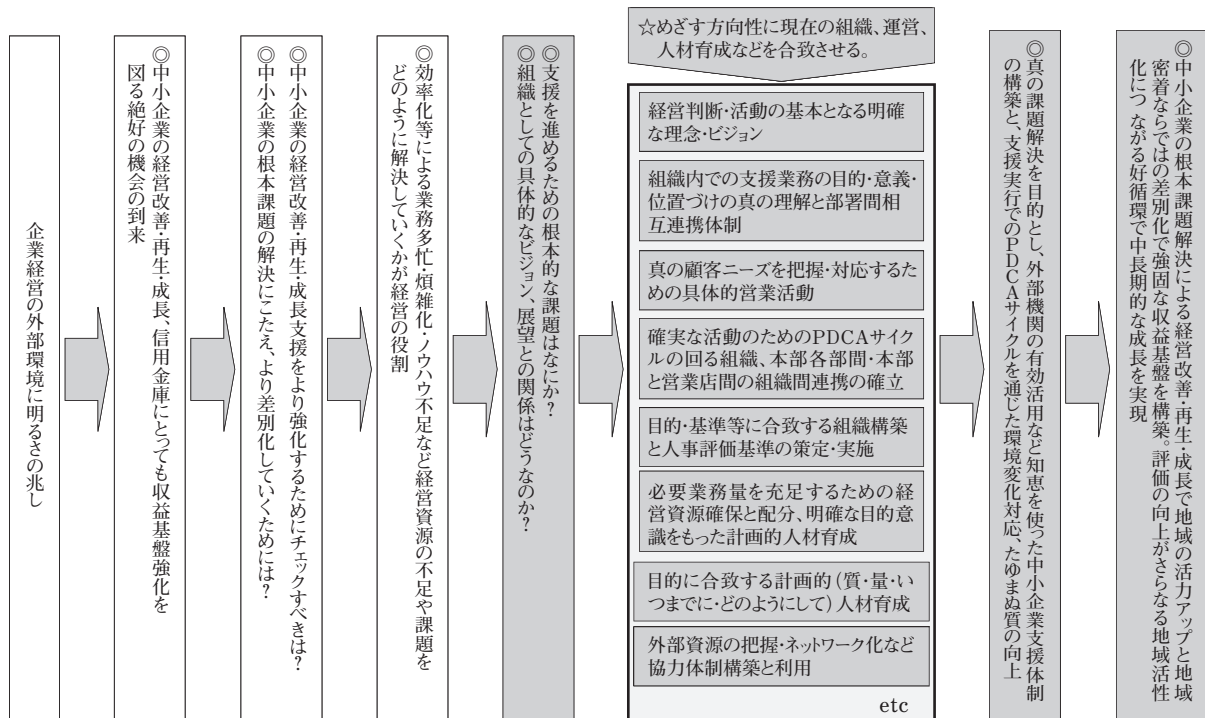 企業経営の外部環境に明るさの兆し
◎中小企業の経営改善・再生・成長、信用金庫にとっても収益基盤強化を
図る絶好の機会の到来
◎中小企業の経営改善・再生・成長支援をより強化するためにチェックすべきは？
◎中小企業の根本課題の解決にこたえ、より差別化していくためには？
◎効率化等による業務多忙・煩雑化・ノウハウ不足など経営資源の不足や課題を
どのように解決していくかが経営の役割
◎支援を進めるための根本的な課題はなにか？
◎組織としての具体的なビジョン、展望との関係はどうなのか？
☆めざす方向性に現在の組織、運営、
人材育成などを合致させる。
経営判断・活動の基本となる明確
な理念・ビジョン
組織内での支援業務の目的・意義・
位置づけの真の理解と部署間相
互連携体制
真の顧客ニーズを把握・対応するた
めの具体的営業活動
確実な活動のためのPDCAサイク
ルの回る組織、本部各部間・本部
と営業店間の組織間連携の確立
目的・基準等に合致する組織構築
と人事評価基準の策定・実施
必要業務量を充足するための経
営資源確保と配分、明確な目的意
識をもった計画的人材育成
目的に合致する計画的（質・量・い
つまでに・どのようにして）人材育成
外部資源の把握・ネットワーク化など
協力体制構築と利用
etc
◎真の課題解決を目的とし、外部機関の有効活用など知恵を使った中小企業支援体制
の構築と、支援実行でのPDCAサイクルを通じた環境変化対応、たゆまぬ質の向上
◎中小企業の根本課題解決による経営改善・再生・成長で地域の活力アップと地域
密着ならではの差別化で強固な収益基盤を構築。評価の向上がさらなる地域活性
化につながる好循環で中長期的な成長を実現